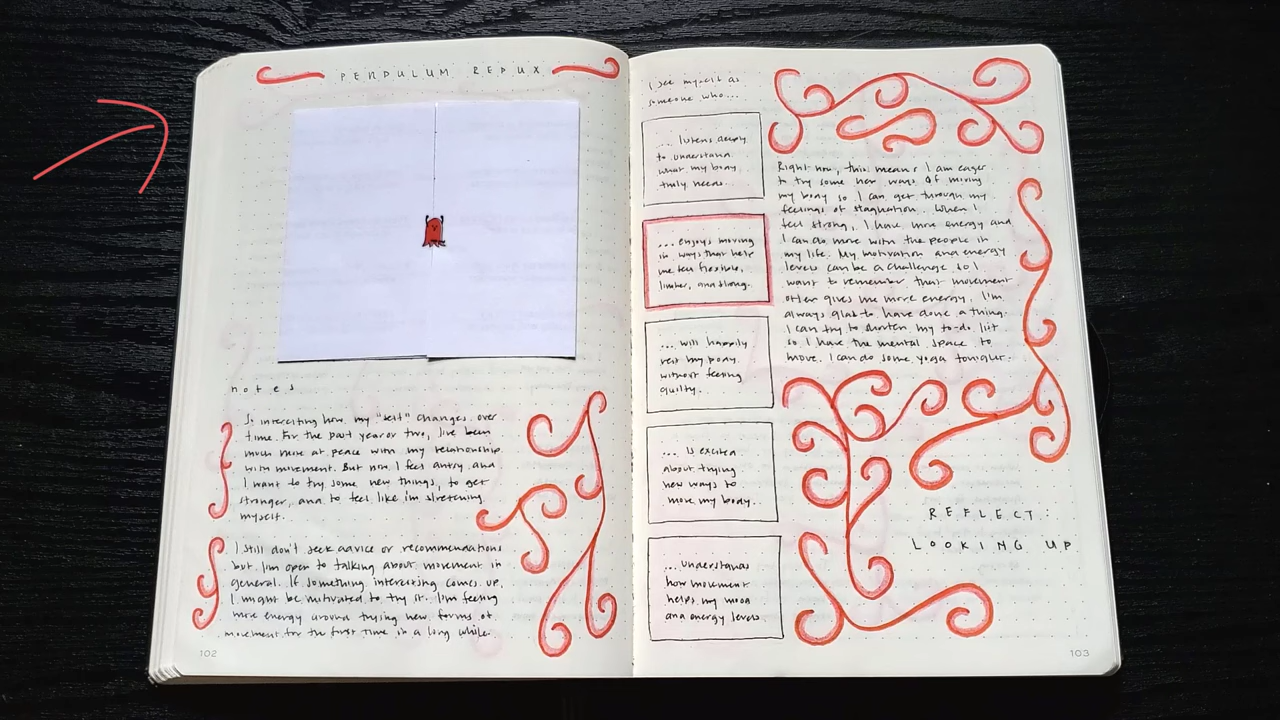 PENDULUM REDUX
notes
So interesting how my "self" changes over
time. For the past year or two, I've been
much more at peace with my relationship
with movement. But now I feel antsy and
I want to try some new things, to get
stronger, and to feel like I'm stretching
myself.
I still don't seek advice or recommendations
but I'm open to talking about movement in
general. If something interesting comes up,
I might be motivated to try it. I'm feeling
more energy around trying new forms of
movement for the first time in a long while.
102
I see myself as
someone who...
... listens deeply
to understand
what my body
truly needs...
... enjoys moving
in ways that help
me feel flexible,
limber, and strong.
... will happily
rest my body
without feeling
guilty.
... is excited
about trying
new ways to
move my body.
... understands
how movement
helps my mood
and energy levels
Right now, this means I am eager
to try some new ways of moving
my body so I can get through my
feelings of stagnation. When I
feel strong, I have more energy and
I can do more with the people in
my life. My motivation and energy
levels can be a challenge so I
want to remember that movement
often gives me more energy. I'm
always glad to have done a thing.
I can try to shorten my to-do list
so I have the mental space to
move. I can do some yoga tonight.
REFLECT:
LOOKING UP
103